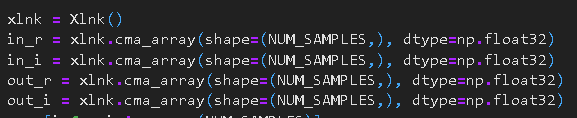 xlnk = Xlnk()
in_r = xlnk.cma_array(shape=(NUM_SAMPLES,), dtype=np.float32)
in_i = xlnk.cma_array(shape=(NUM_SAMPLES,), dtype=np.float32)
out_r = xlnk.cma_array(shape=(NUM_SAMPLES,), dtype=np.float32)
out_i = xlnk.cma_array(shape=(NUM_SAMPLES,), dtype=np.float32)